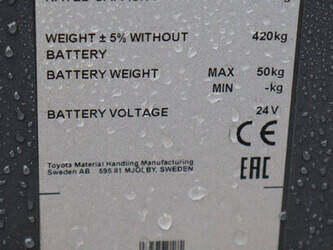 WEIGHT ± 5% WITHOUT 420kg
BATTERY
BATTERY WEIGHT MAX 50kg
MIN -kg
BATTERY VOLTAGE 24V
CE
Toyota Material Handling Manufacturing
Sweden AB 595 81 MJÖLBY, SWEDEN
EAC